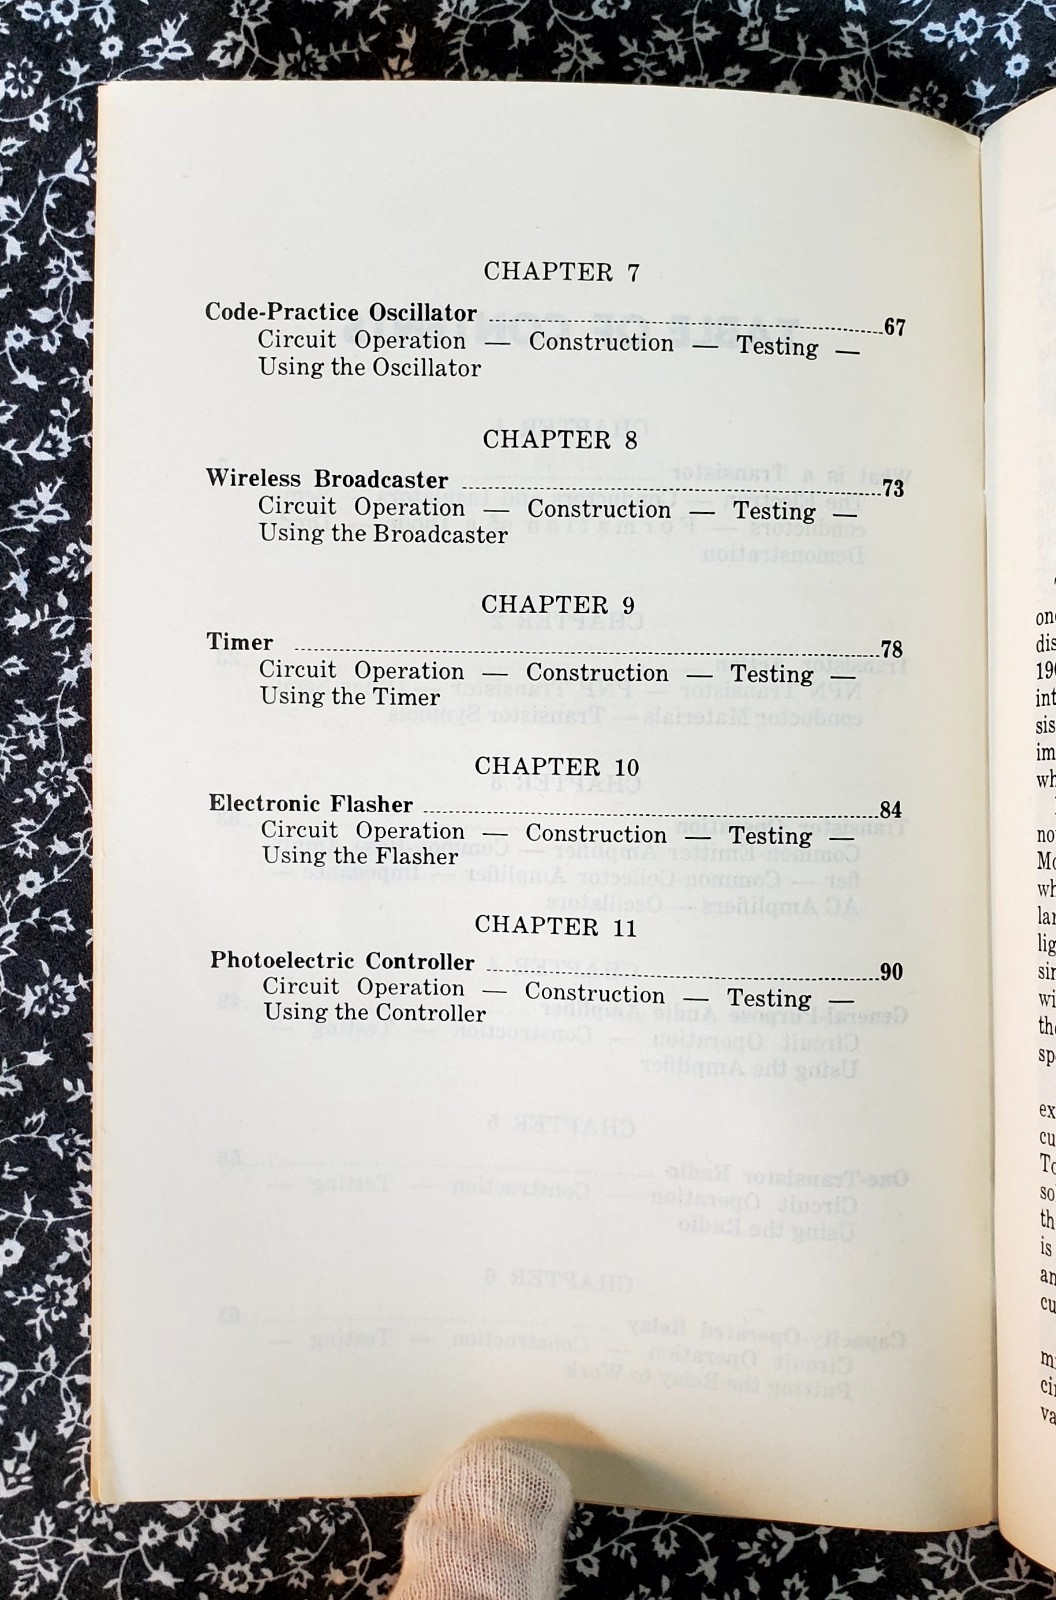 CHAPTER 7
Code-Practice Oscillator ........................................67
Circuit Operation — Construction — Testing —
Using the Oscillator
CHAPTER 8
Wireless Broadcaster ........................................73
Circuit Operation — Construction — Testing —
Using the Broadcaster
CHAPTER 9
Timer ........................................78
Circuit Operation — Construction — Testing —
Using the Timer
CHAPTER 10
Electronic Flasher ........................................84
Circuit Operation — Construction — Testing —
Using the Flasher
CHAPTER 11
Photoelectric Controller ........................................90
Circuit Operation — Construction — Testing —
Using the Controller